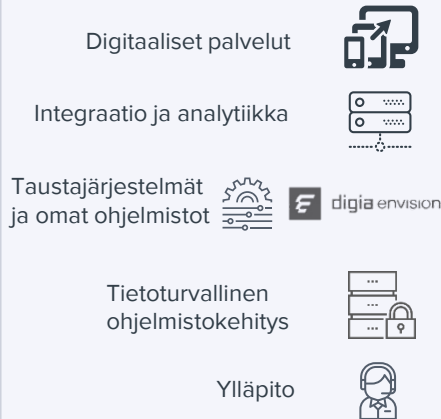 Digitaaliset palvelut
Integraatio ja analytiikka
Taustajärjestelmät
ja omat ohjelmistot
digia envision
Tietoturvallinen
ohjelmistokehitys
Ylläpito